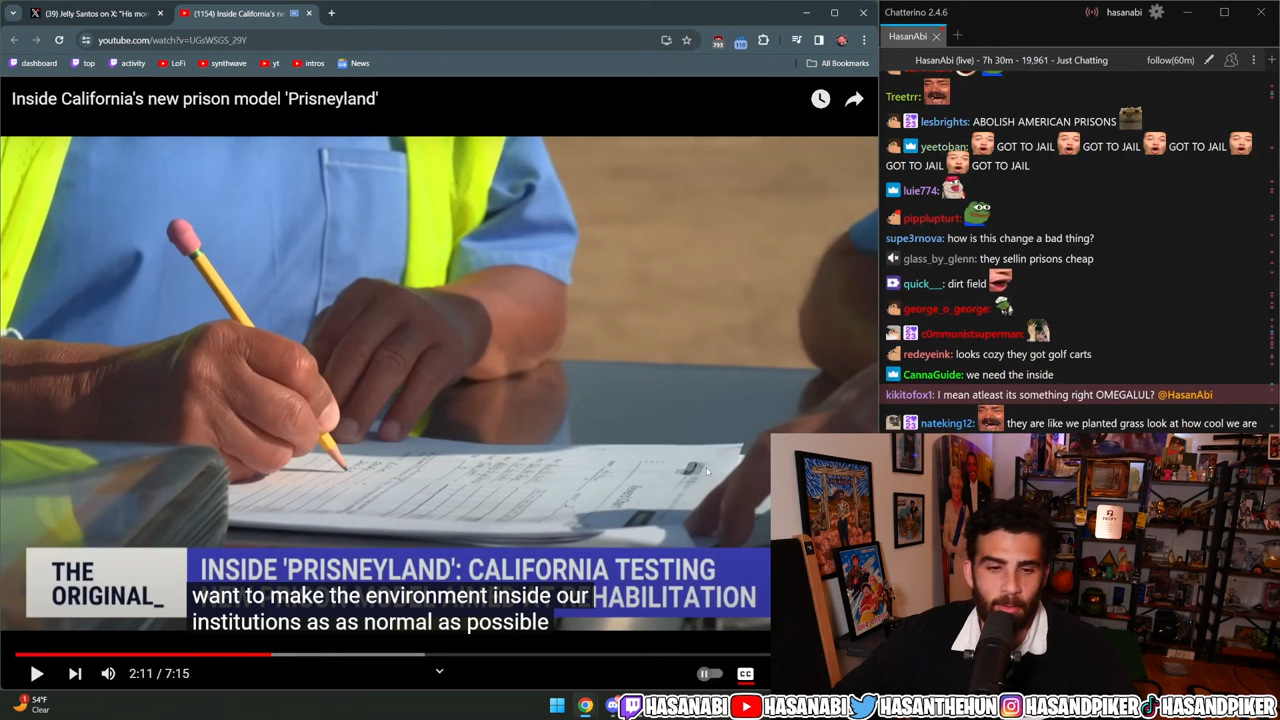 (39) Jelly Santos on X: "His mo
(1154) Inside California's ne
youtube.com/watch?v=UGsWSGS_29Y
793
110
dashboard
top
activity
LoFi
synthwave
yt
intros
News
All Bookmarks
Inside California's new prison model 'Prisneyland'
THE
ORIGINAL_
INSIDE 'PRISNEYLAND': CALIFORNIA TESTING
HABILITATION
want to make the environment inside our
institutions as as normal as possible
2:11 / 7:15
CC
54°F
Clear
Chatterino 2.4.6
hasanabi
HasanAbi
HasanAbi (live) - 7h 30m - 19,961 - Just Chatting
follow(60m)
Treetrr:
lesbrights: ABOLISH AMERICAN PRISONS
yeetoban: GOT TO JAIL GOT TO JAIL GOT TO JAIL
GOT TO JAIL GOT TO JAIL
luie774:
pipplupturt:
supe3rnova: how is this change a bad thing?
glass_by_glenn: they sellin prisons cheap
quick___: dirt field
george_o_george:
c0mmunistsuperman:
redeyeink: looks cozy they got golf carts
CannaGuide: we need the inside
kikitofox1: I mean atleast its something right OMEGALUL? @HasanAbi
nateking12: they are like we planted grass look at how cool we are
HASANABI
HASANABI
HASANTHEHUN
HASANDPIKER
HASANDPIKER